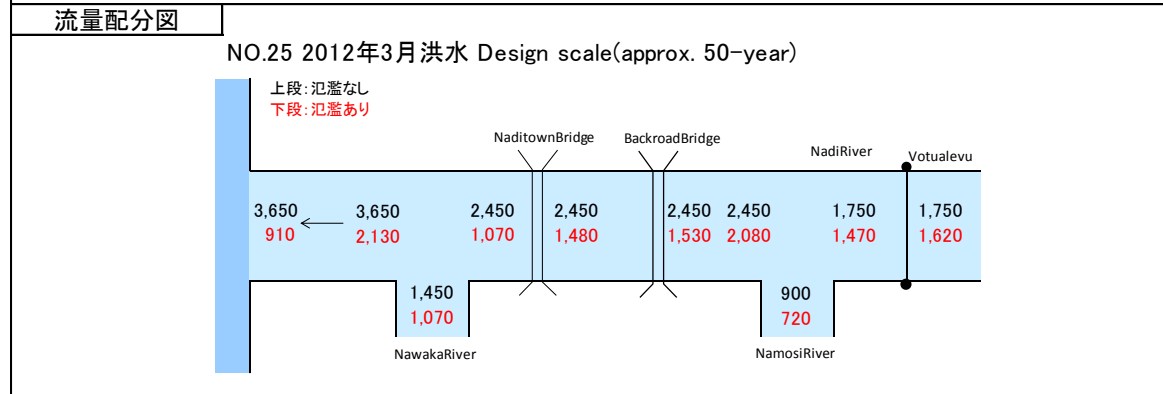 流量配分図
NO.25 2012年3月洪水 Design scale(approx. 50-year)
上段：氾濫なし
下段：氾濫あり
NaditownBridge BackroadBridge NadiRiver Votualevu
3,650 3,650 2,450 2,450 2,450 2,450 1,750 1,750
910 2,130 1,070 1,480 1,530 2,080 1,470 1,620
1,450 900
1,070 720
NawakaRiver NamosiRiver